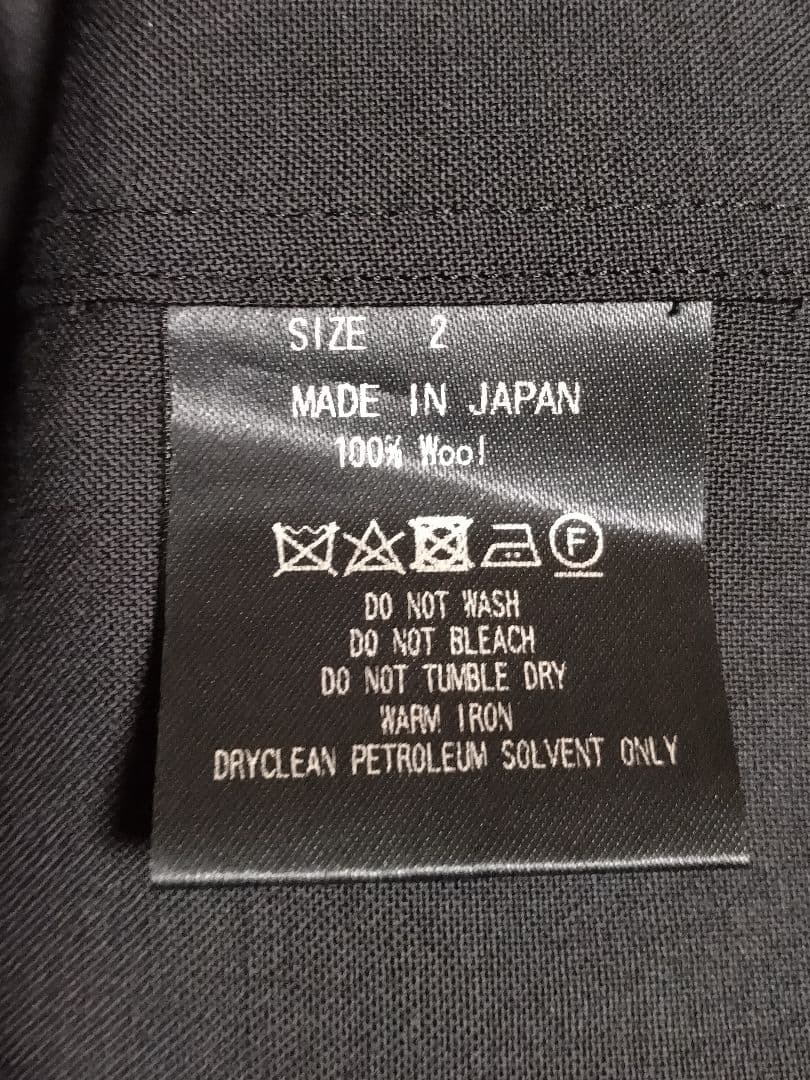 SIZE 2
MADE IN JAPAN
100% Wool
F
DO NOT WASH
DO NOT BLEACH
DO NOT TUMBLE DRY
WARM IRON
DRYCLEAN PETROLEUM SOLVENT ONLY